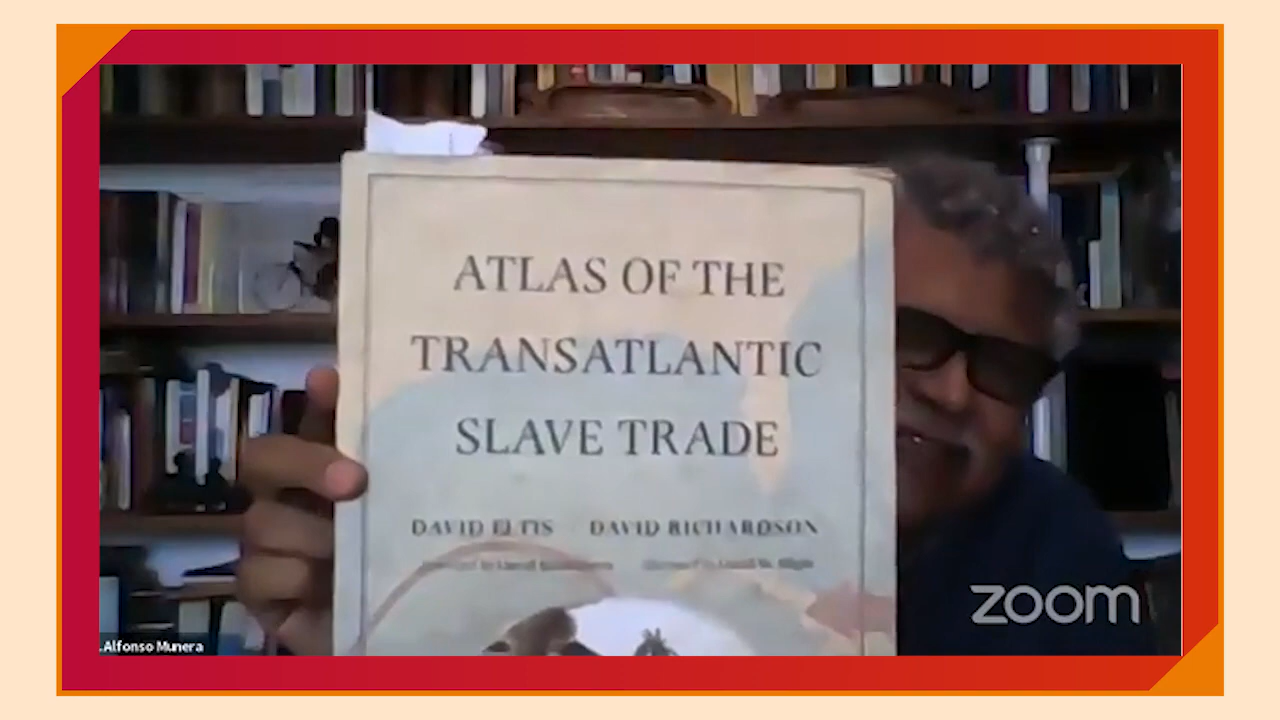 ATLAS OF THE
TRANSATLANTIC
SLAVE TRADE
DAVID ELTIS DAVID RICHARDSON
zoom
.Alfonso Munera